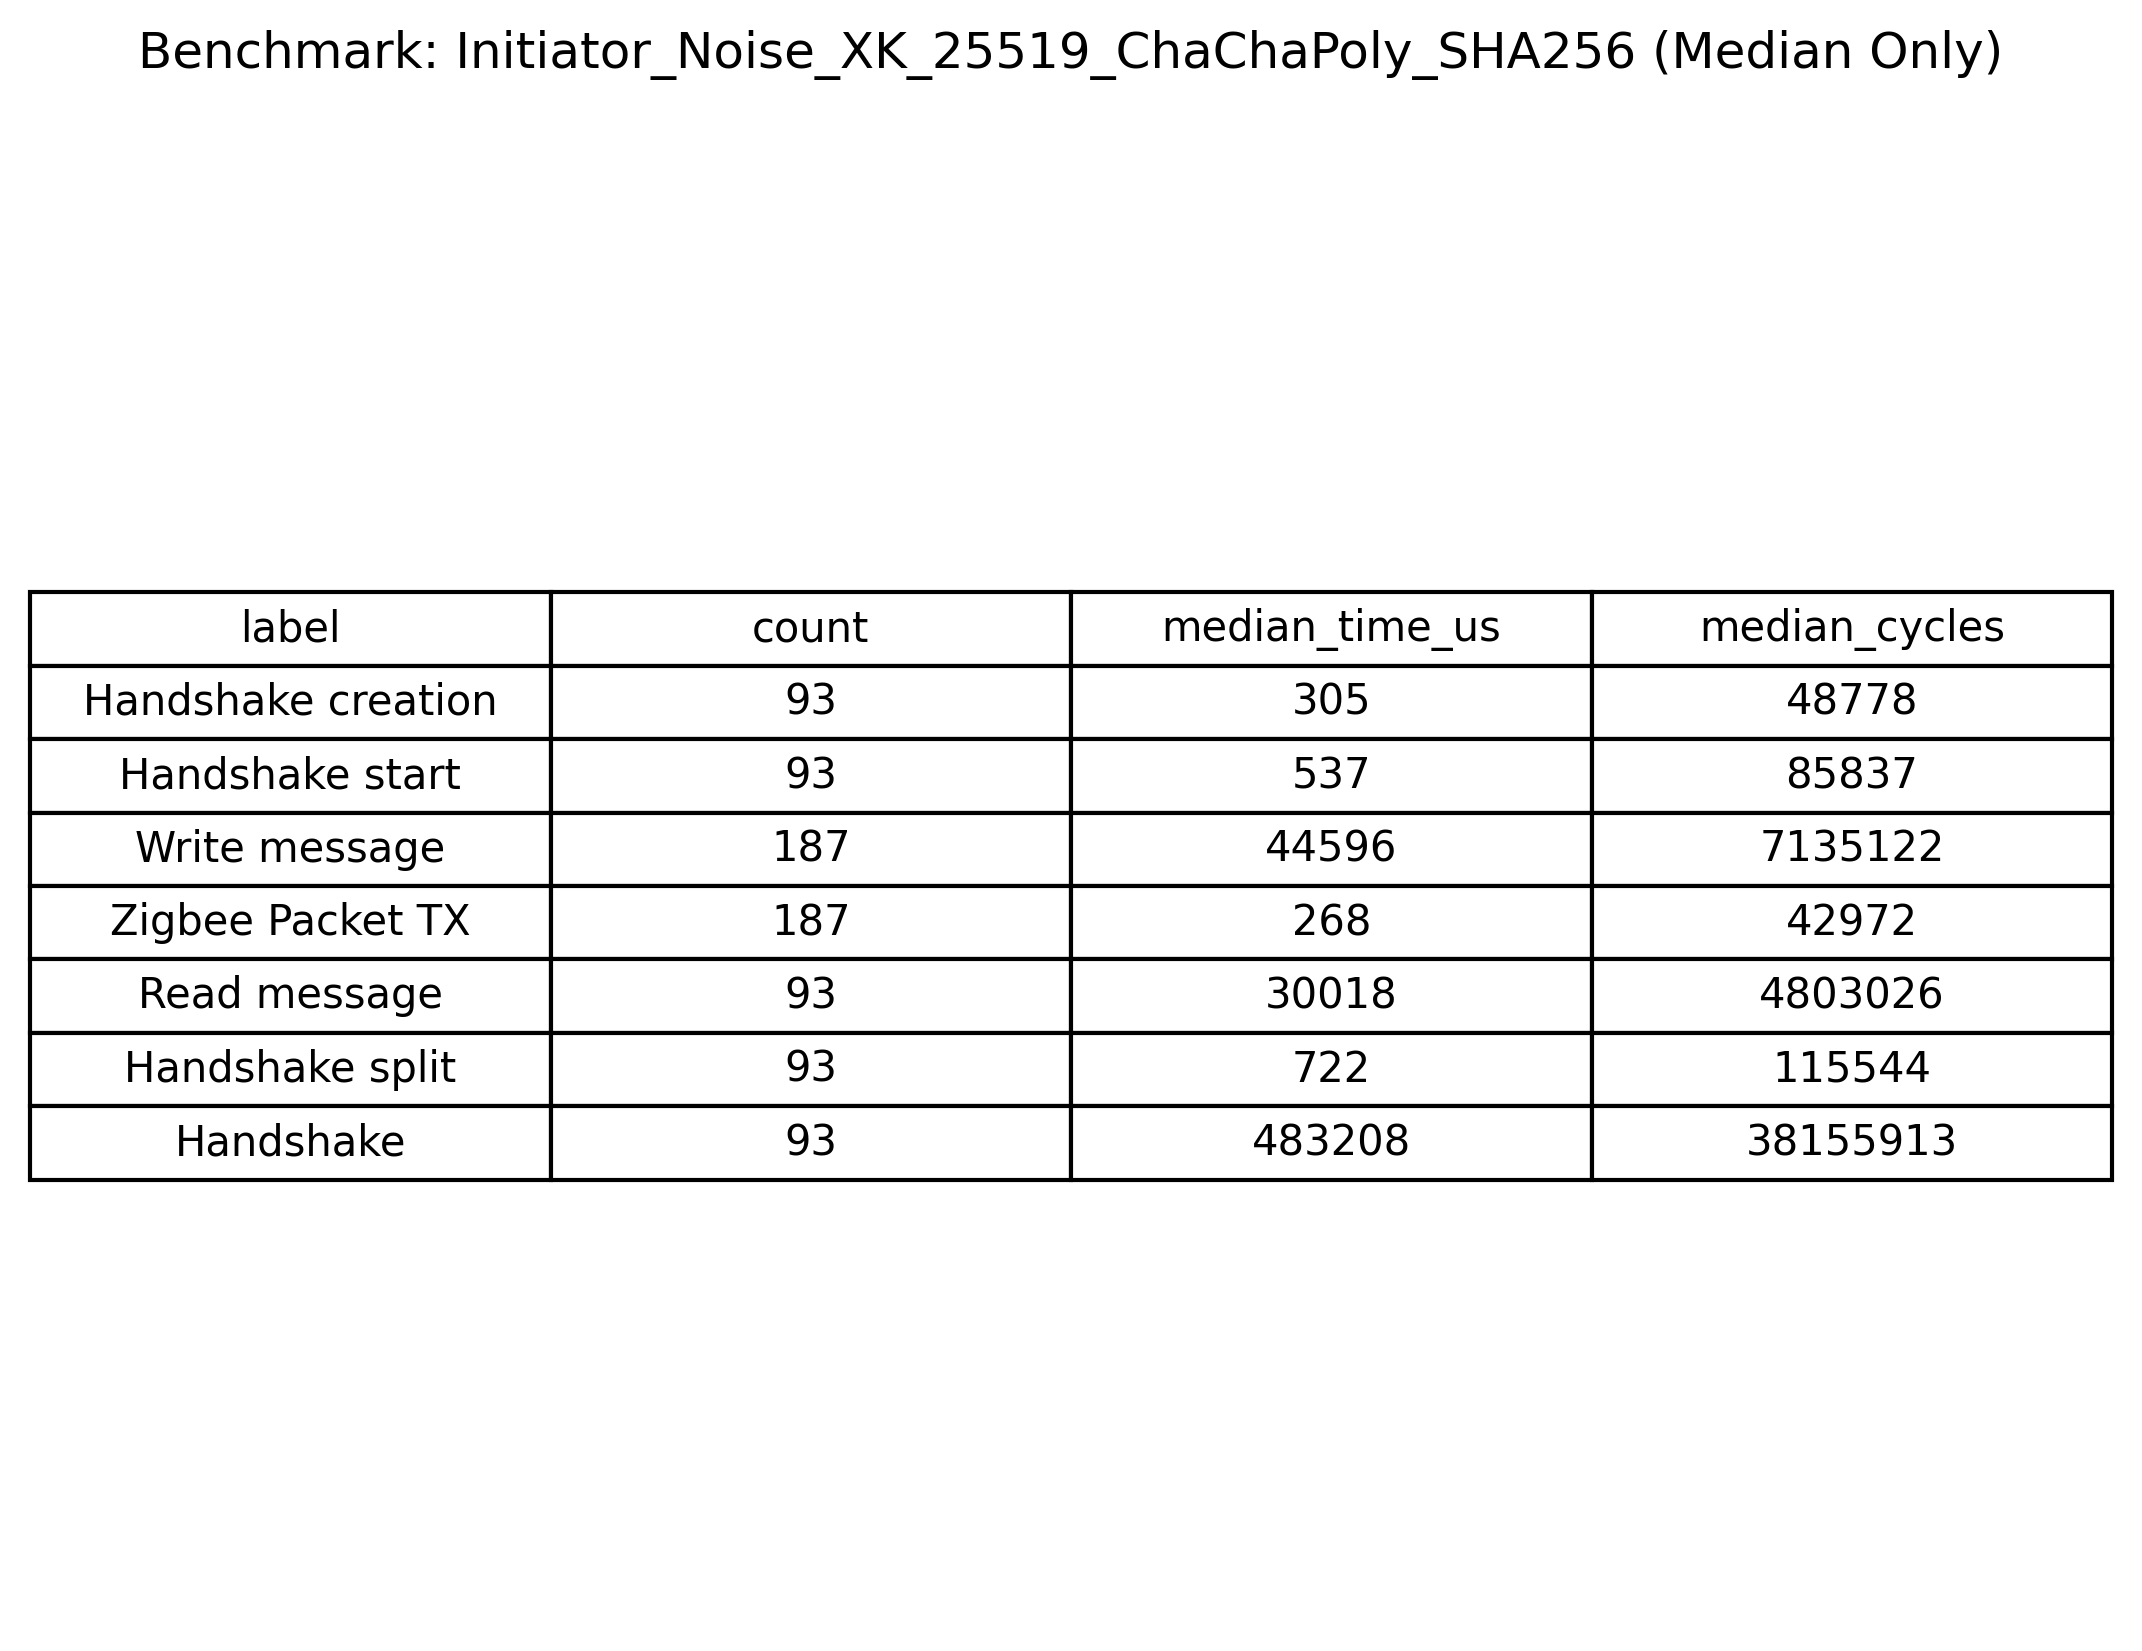 Benchmark: Initiator_Noise_XK_25519_ChaChaPoly_SHA256 (Median Only)
label count median_time_us median_cycles
Handshake creation 93 305 48778
Handshake start 93 537 85837
Write message 187 44596 7135122
Zigbee Packet TX 187 268 42972
Read message 93 30018 4803026
Handshake split 93 722 115544
Handshake 93 483208 38155913